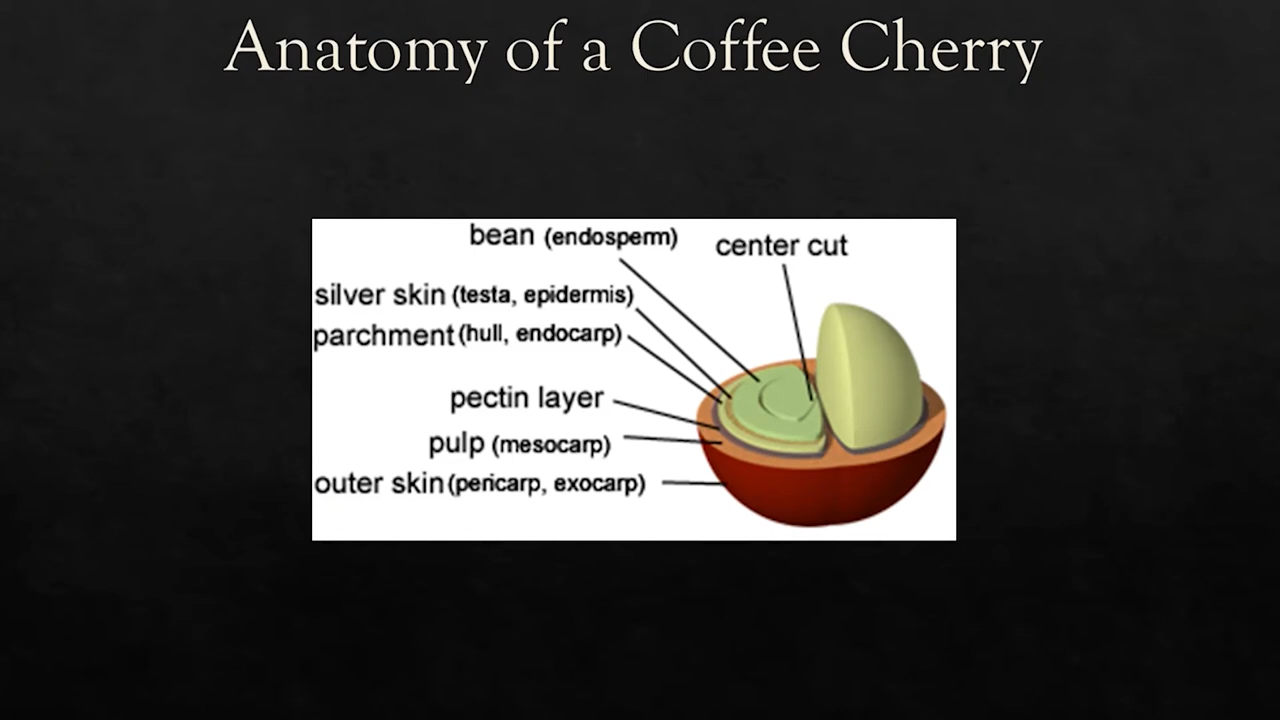 Anatomy of a Coffee Cherry
bean (endosperm)
center cut
silver skin (testa, epidermis)
parchment (hull, endocarp)
pectin layer
pulp (mesocarp)
outer skin (pericarp, exocarp)